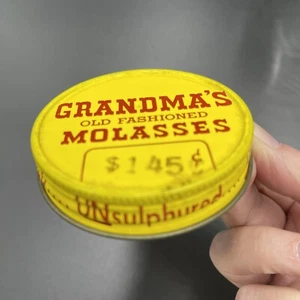 GRANDMA'S
OLD FASHIONED
MOLASSES
$1.45¢
UNsulphured...